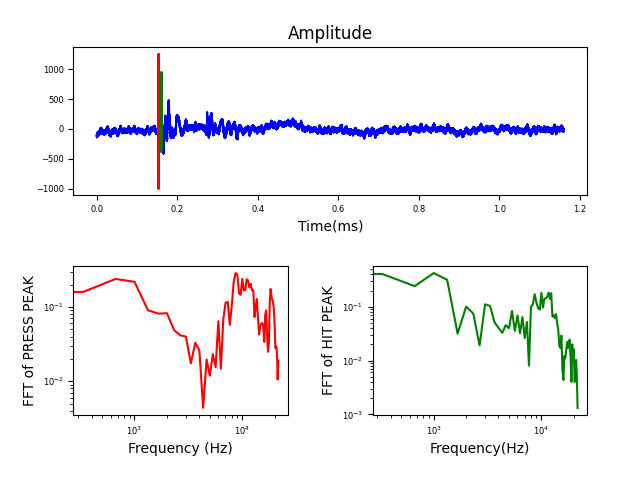 Amplitude
1000
500
0
−500
−1000
0.0 0.2 0.4 0.6 0.8 1.0 1.2
Time(ms)
FFT of PRESS PEAK
10⁻¹
10⁻²
10³ 10⁴
Frequency (Hz)
FFT of HIT PEAK
10⁻¹
10⁻²
10⁻³
10³ 10⁴
Frequency(Hz)